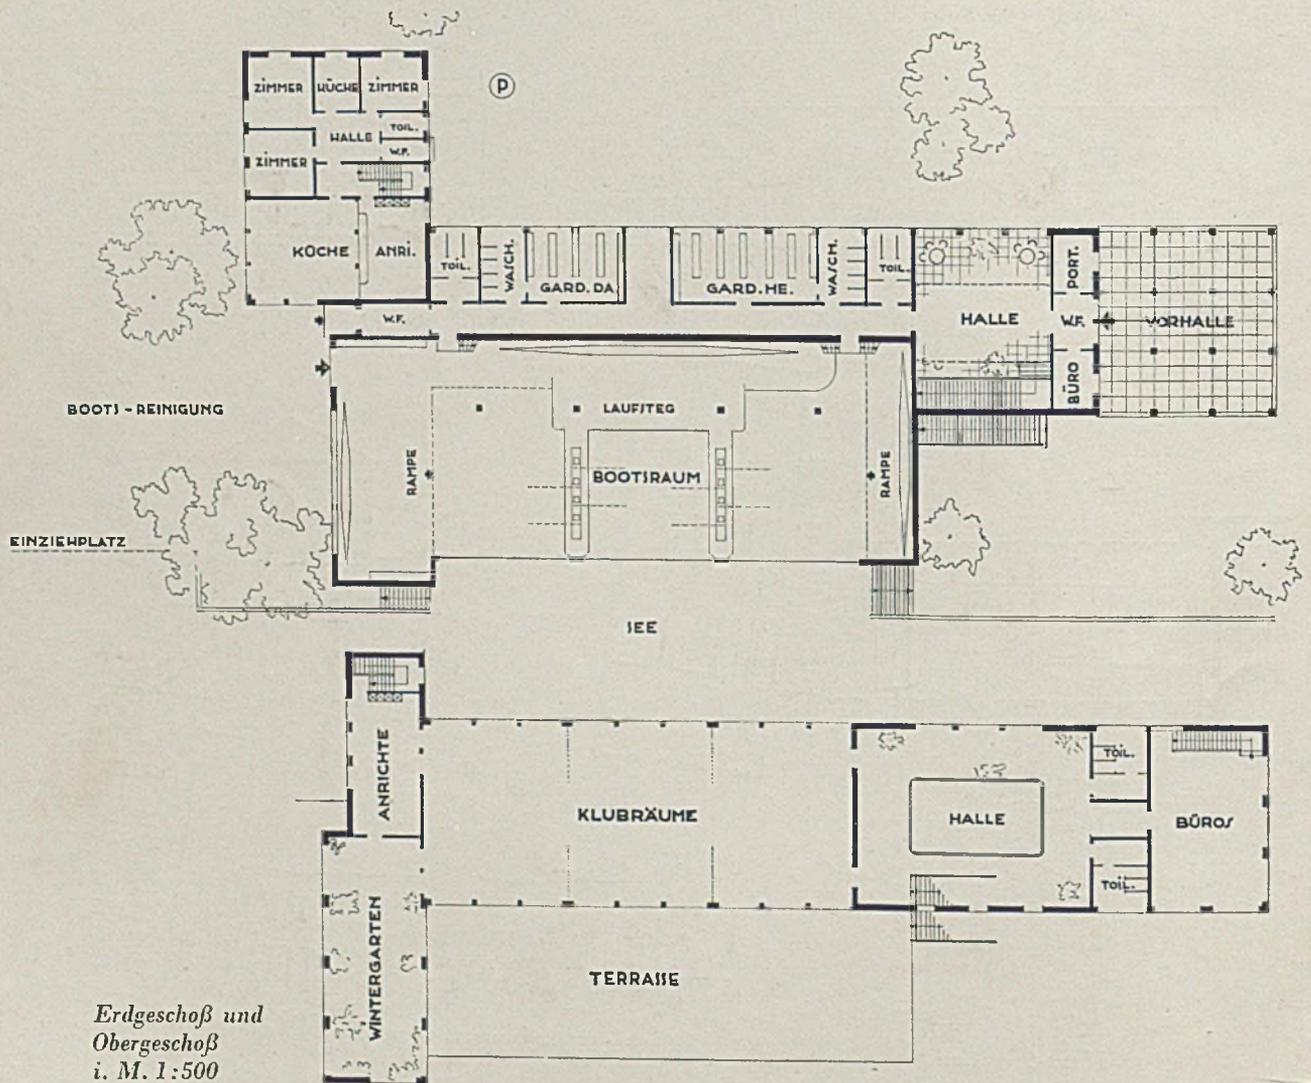 ZIMMER KÜCHE ZIMMER
P
HALLE TOIL.
W.F.
ZIMMER
KÜCHE ANRI.
TOIL. WASCH. GARD. DA. GARD. HE. WASCH. TOIL.
PORT.
W.F. HALLE W.F. VORHALLE
BÜRO
BOOTS - REINIGUNG
LAUFSTEG
RAMPE BOOTSRAUM RAMPE
EINZIEHPLATZ
SEE
ANRICHTE
TOIL.
KLUBRÄUME HALLE BÜROS
TOIL.
WINTERGARTEN
TERRASSE
Erdgeschoß und
Obergeschoß
i. M. 1:500